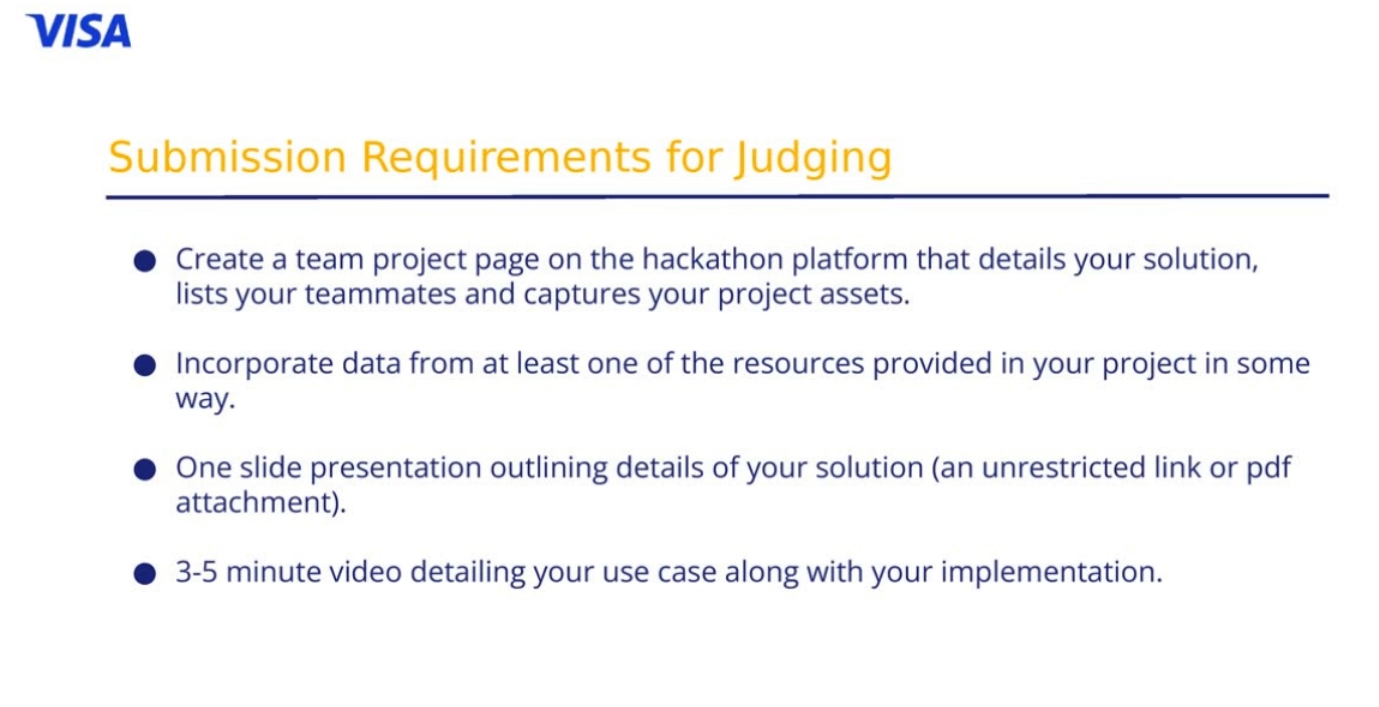 VISA
Submission Requirements for Judging
● Create a team project page on the hackathon platform that details your solution,
lists your teammates and captures your project assets.
● Incorporate data from at least one of the resources provided in your project in some
way.
● One slide presentation outlining details of your solution (an unrestricted link or pdf
attachment).
● 3-5 minute video detailing your use case along with your implementation.